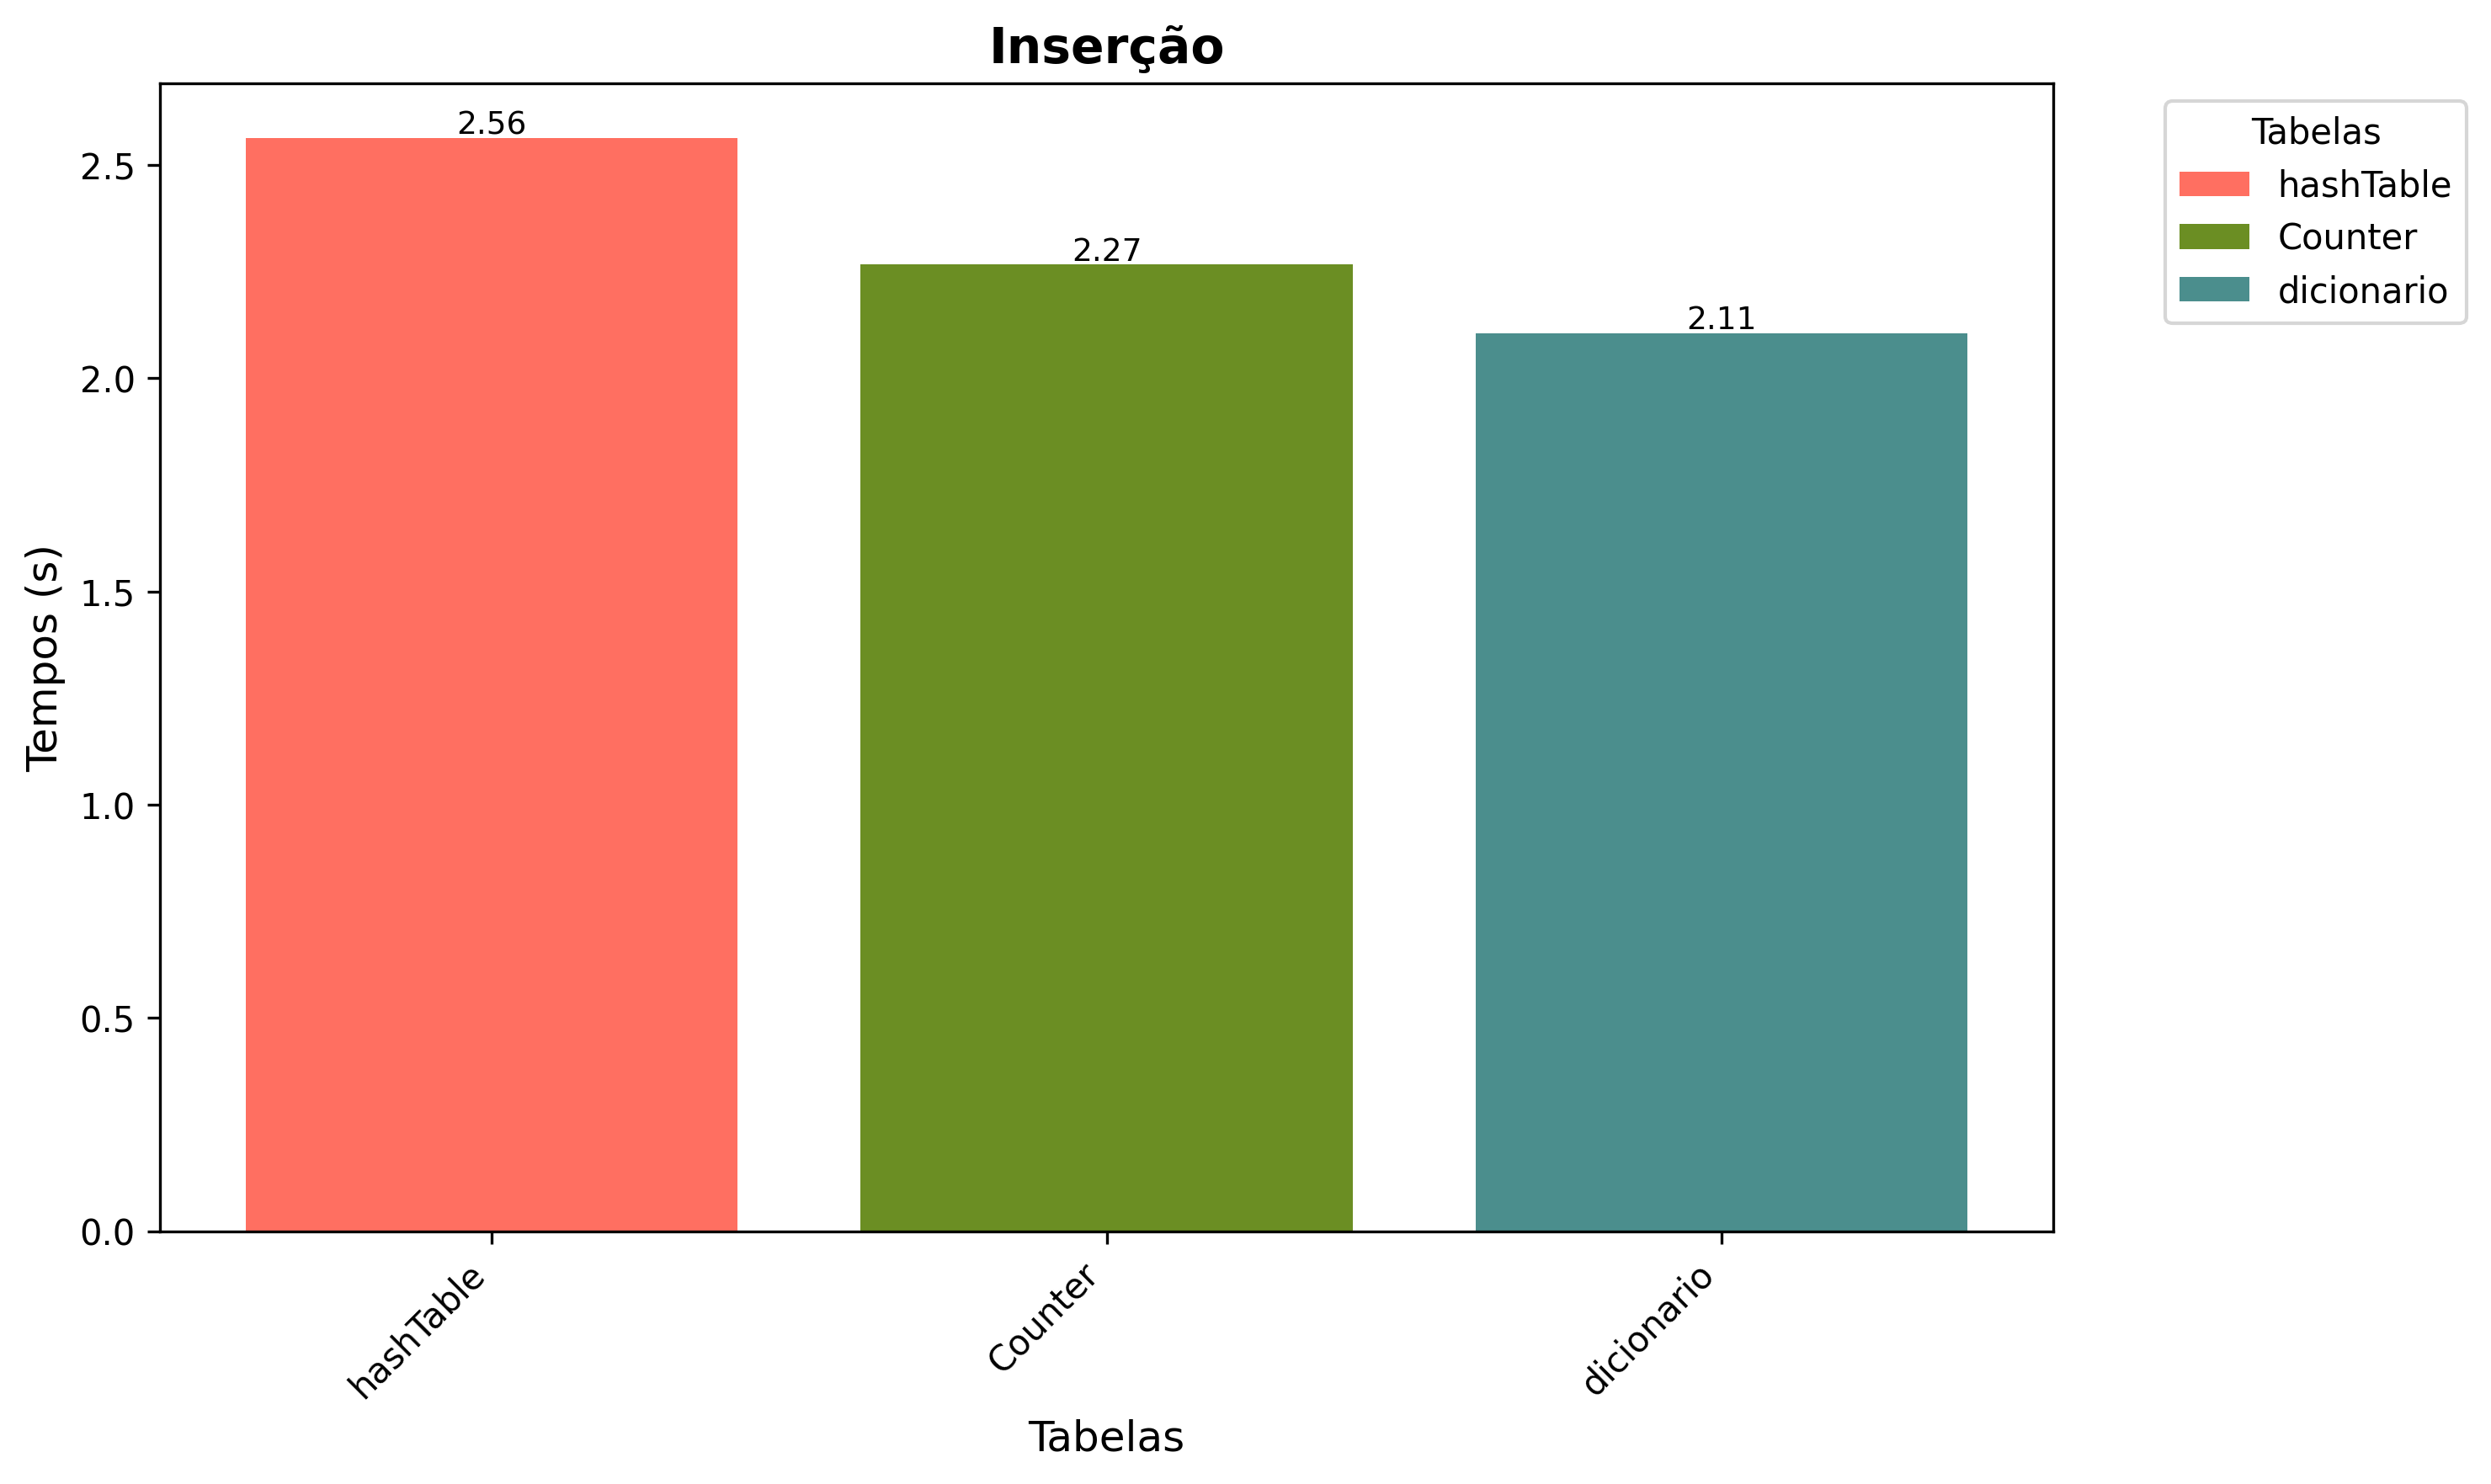 Inserção
2.56
2.27
2.11
2.5
2.0
1.5
1.0
0.5
0.0
Tempos (s)
hashTable
Counter
dicionario
Tabelas
Tabelas
hashTable
Counter
dicionario